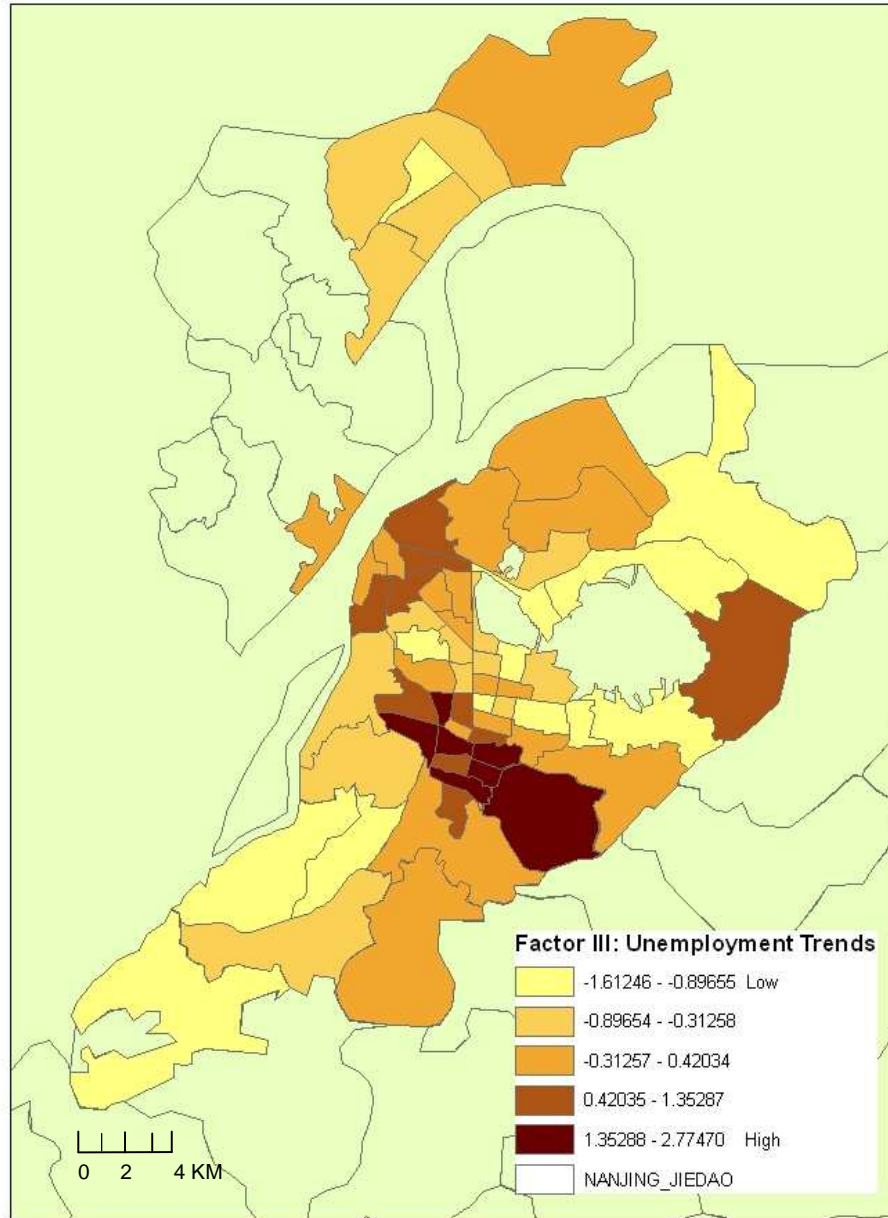 Factor III: Unemployment Trends
-1.61246 - -0.89655 Low
-0.89654 - -0.31258
-0.31257 - 0.42034
0.42035 - 1.35287
1.35288 - 2.77470 High
NANJING_JIEDAO
0 2 4 KM